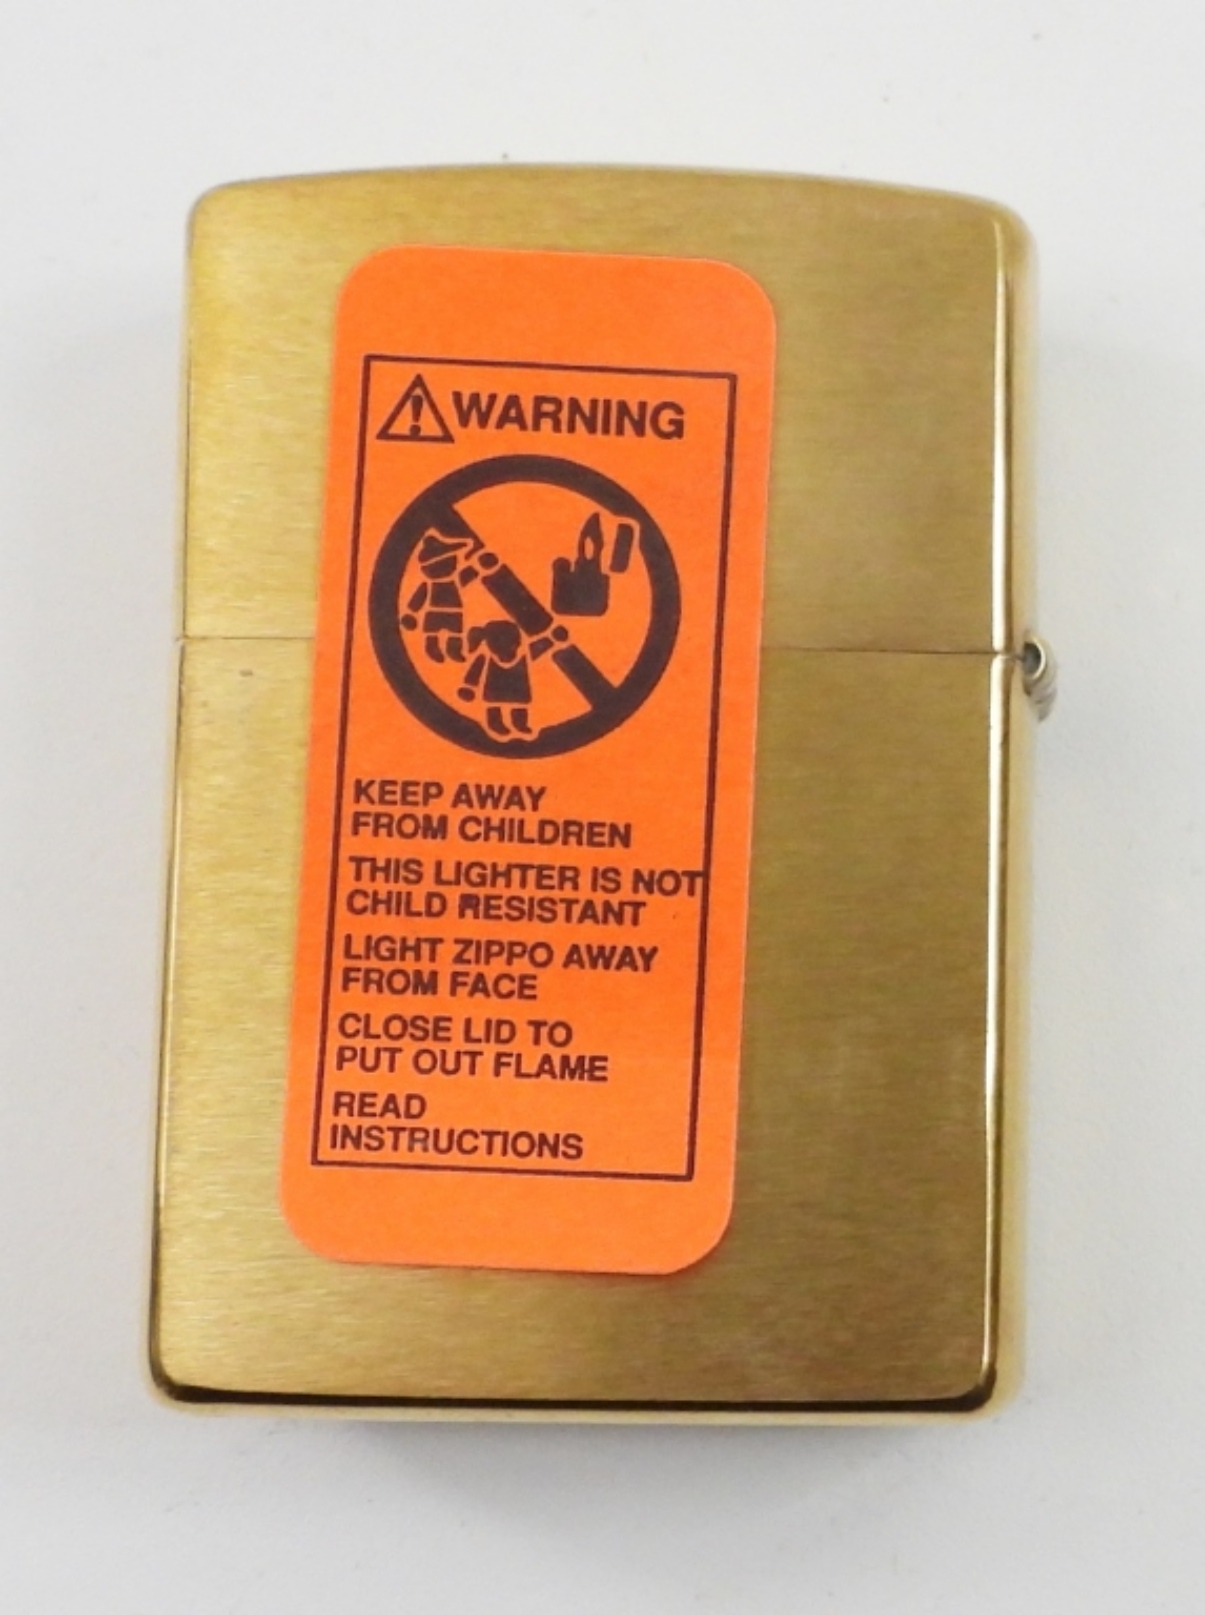 WARNING
KEEP AWAY
FROM CHILDREN
THIS LIGHTER IS NOT
CHILD RESISTANT
LIGHT ZIPPO AWAY
FROM FACE
CLOSE LID TO
PUT OUT FLAME
READ
INSTRUCTIONS